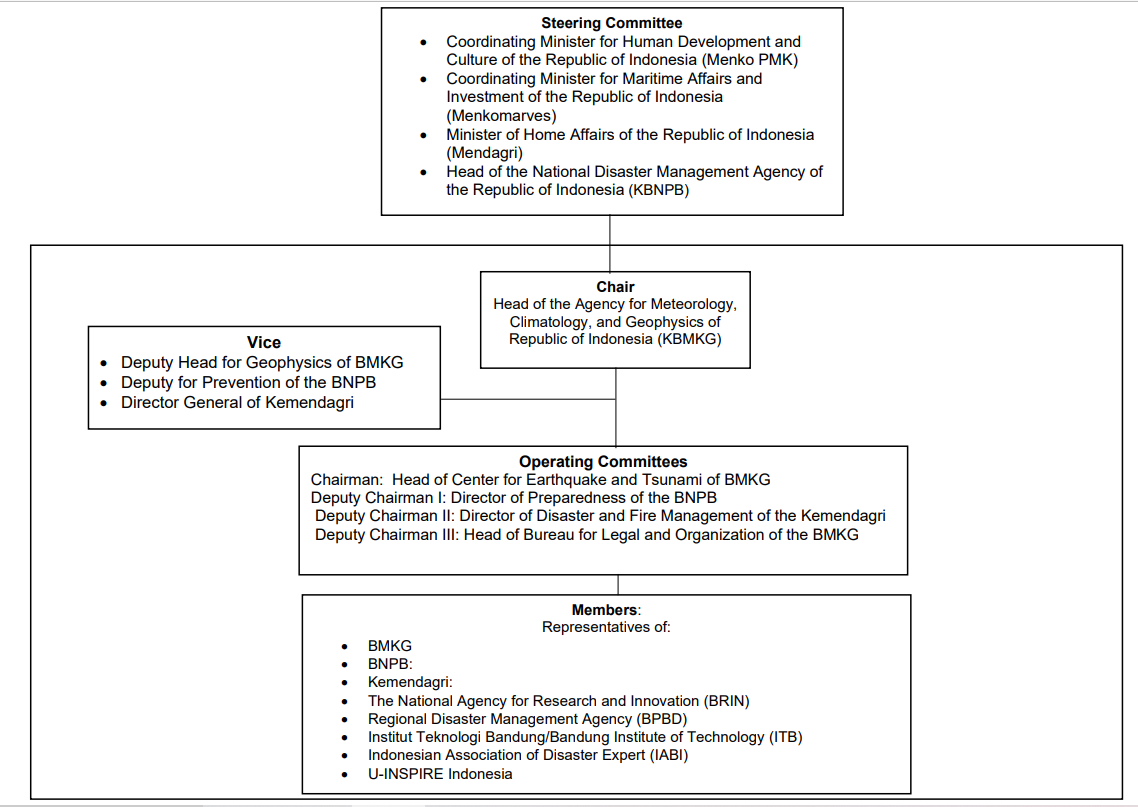 Steering Committee
• Coordinating Minister for Human Development and
Culture of the Republic of Indonesia (Menko PMK)
• Coordinating Minister for Maritime Affairs and
Investment of the Republic of Indonesia
(Menkomarves)
• Minister of Home Affairs of the Republic of Indonesia
(Mendagri)
• Head of the National Disaster Management Agency of
the Republic of Indonesia (KBNPB)
Chair
Head of the Agency for Meteorology,
Climatology, and Geophysics of
Republic of Indonesia (KBMKG)
Vice
• Deputy Head for Geophysics of BMKG
• Deputy for Prevention of the BNPB
• Director General of Kemendagri
Operating Committees
Chairman: Head of Center for Earthquake and Tsunami of BMKG
Deputy Chairman I: Director of Preparedness of the BNPB
Deputy Chairman II: Director of Disaster and Fire Management of the Kemendagri
Deputy Chairman III: Head of Bureau for Legal and Organization of the BMKG
Members:
Representatives of:
• BMKG
• BNPB:
• Kemendagri:
• The National Agency for Research and Innovation (BRIN)
• Regional Disaster Management Agency (BPBD)
• Institut Teknologi Bandung/Bandung Institute of Technology (ITB)
• Indonesian Association of Disaster Expert (IABI)
• U-INSPIRE Indonesia